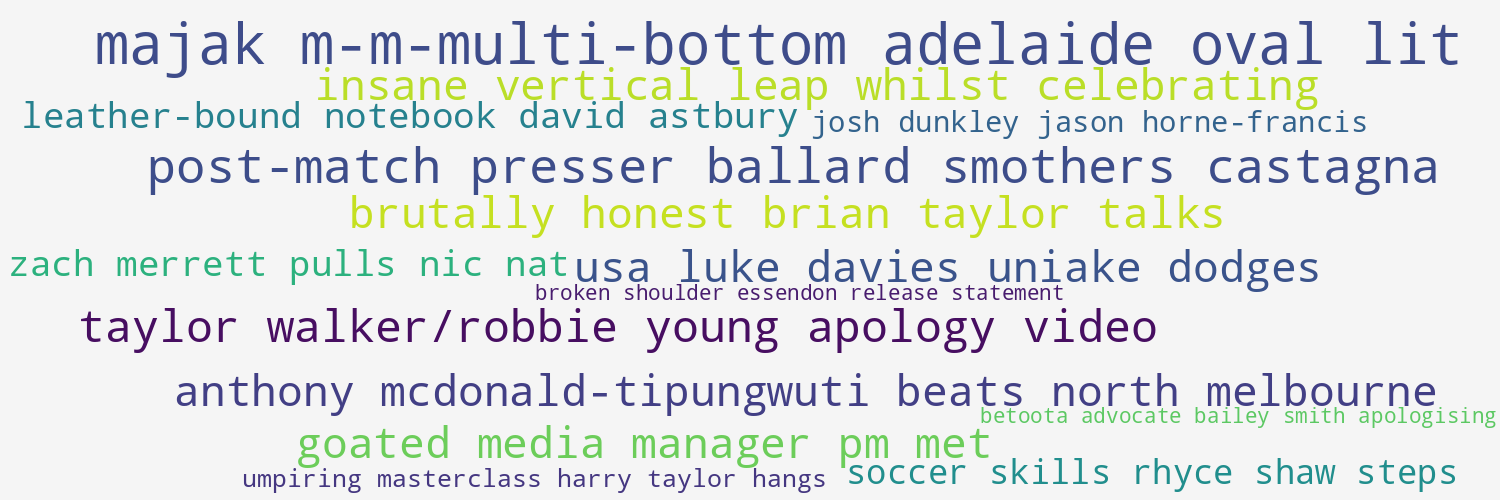 majak m-m-multi-bottom adelaide oval lit
insane vertical leap whilst celebrating
leather-bound notebook david astbury
josh dunkley jason horne-francis
post-match presser ballard smothers castagna
brutally honest brian taylor talks
zach merrett pulls nic nat
usa luke davies uniake dodges
broken shoulder essendon release statement
taylor walker/robbie young apology video
anthony mcdonald-tipungwuti beats north melbourne
betoota advocate bailey smith apologising
goated media manager pm met
umpiring masterclass harry taylor hangs
soccer skills rhyce shaw steps